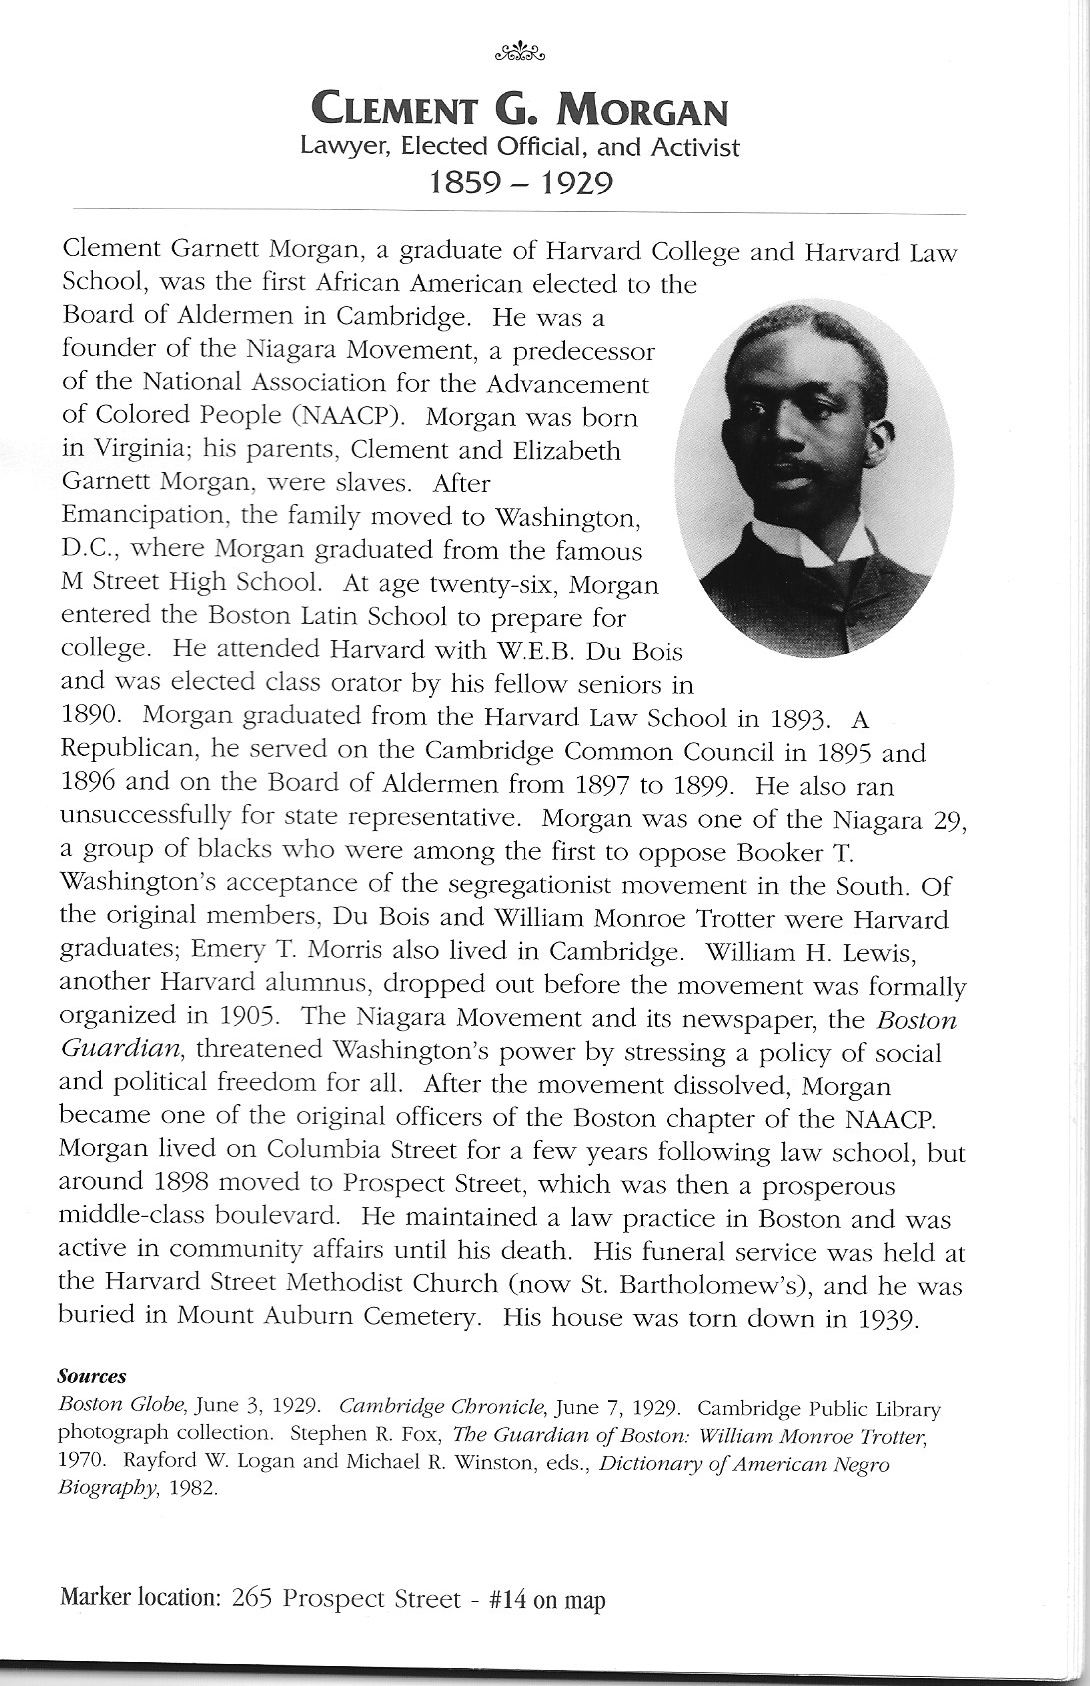 CLEMENT G. MORGAN
Lawyer, Elected Official, and Activist
1859 – 1929
Clement Garnett Morgan, a graduate of Harvard College and Harvard Law
School, was the first African American elected to the
Board of Aldermen in Cambridge. He was a
founder of the Niagara Movement, a predecessor
of the National Association for the Advancement
of Colored People (NAACP). Morgan was born
in Virginia; his parents, Clement and Elizabeth
Garnett Morgan, were slaves. After
Emancipation, the family moved to Washington,
D.C., where Morgan graduated from the famous
M Street High School. At age twenty-six, Morgan
entered the Boston Latin School to prepare for
college. He attended Harvard with W.E.B. Du Bois
and was elected class orator by his fellow seniors in
1890. Morgan graduated from the Harvard Law School in 1893. A
Republican, he served on the Cambridge Common Council in 1895 and
1896 and on the Board of Aldermen from 1897 to 1899. He also ran
unsuccessfully for state representative. Morgan was one of the Niagara 29,
a group of blacks who were among the first to oppose Booker T.
Washington's acceptance of the segregationist movement in the South. Of
the original members, Du Bois and William Monroe Trotter were Harvard
graduates; Emery T. Morris also lived in Cambridge. William H. Lewis,
another Harvard alumnus, dropped out before the movement was formally
organized in 1905. The Niagara Movement and its newspaper, the Boston
Guardian, threatened Washington's power by stressing a policy of social
and political freedom for all. After the movement dissolved, Morgan
became one of the original officers of the Boston chapter of the NAACP.
Morgan lived on Columbia Street for a few years following law school, but
around 1898 moved to Prospect Street, which was then a prosperous
middle-class boulevard. He maintained a law practice in Boston and was
active in community affairs until his death. His funeral service was held at
the Harvard Street Methodist Church (now St. Bartholomew's), and he was
buried in Mount Auburn Cemetery. His house was torn down in 1939.
Sources
Boston Globe, June 3, 1929. Cambridge Chronicle, June 7, 1929. Cambridge Public Library
photograph collection. Stephen R. Fox, The Guardian of Boston: William Monroe Trotter,
1970. Rayford W. Logan and Michael R. Winston, eds., Dictionary of American Negro
Biography, 1982.
Marker location: 265 Prospect Street - #14 on map